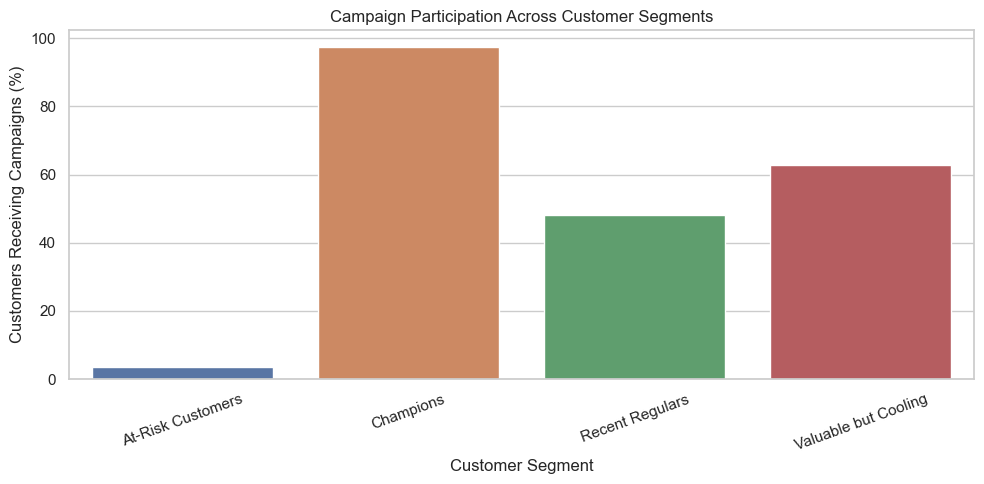 Campaign Participation Across Customer Segments
Customers Receiving Campaigns (%)
100
80
60
40
20
0
At-Risk Customers
Champions
Recent Regulars
Valuable but Cooling
Customer Segment